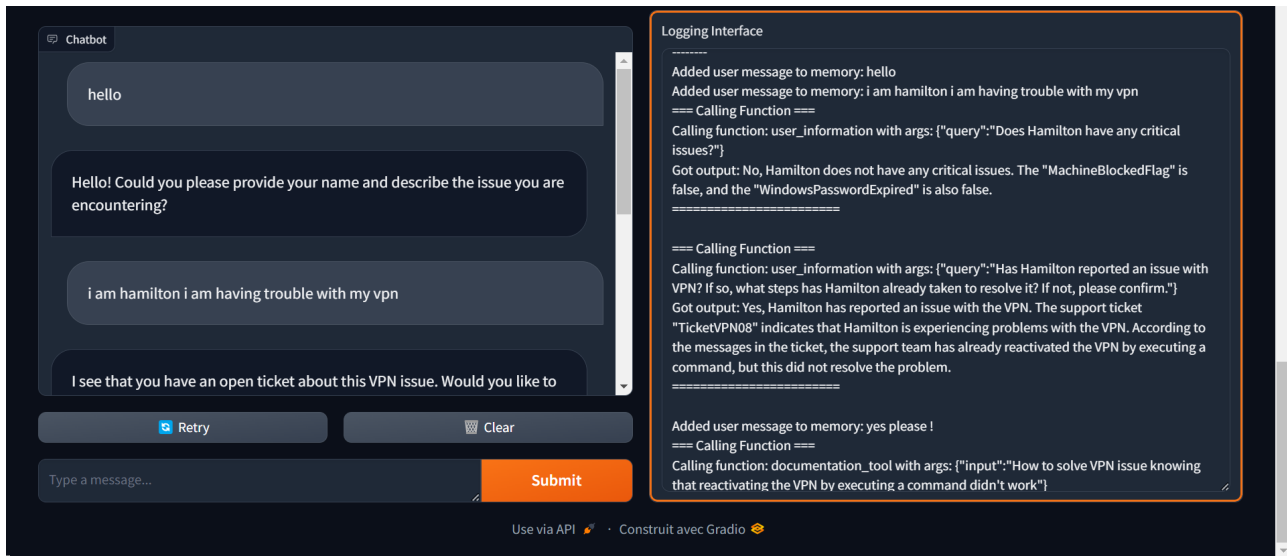 Chatbot
hello
Hello! Could you please provide your name and describe the issue you are
encountering?
i am hamilton i am having trouble with my vpn
I see that you have an open ticket about this VPN issue. Would you like to
Retry
Clear
Type a message...
Submit
Logging Interface
--------
Added user message to memory: hello
Added user message to memory: i am hamilton i am having trouble with my vpn
=== Calling Function ===
Calling function: user_information with args: {"query":"Does Hamilton have any critical
issues?"}
Got output: No, Hamilton does not have any critical issues. The "MachineBlockedFlag" is
false, and the "WindowsPasswordExpired" is also false.
========================
=== Calling Function ===
Calling function: user_information with args: {"query":"Has Hamilton reported an issue with
VPN? If so, what steps has Hamilton already taken to resolve it? If not, please confirm."}
Got output: Yes, Hamilton has reported an issue with the VPN. The support ticket
"TicketVPN08" indicates that Hamilton is experiencing problems with the VPN. According to
the messages in the ticket, the support team has already reactivated the VPN by executing a
command, but this did not resolve the problem.
========================
Added user message to memory: yes please !
=== Calling Function ===
Calling function: documentation_tool with args: {"input":"How to solve VPN issue knowing
that reactivating the VPN by executing a command didn't work"}
Use via API · Construit avec Gradio